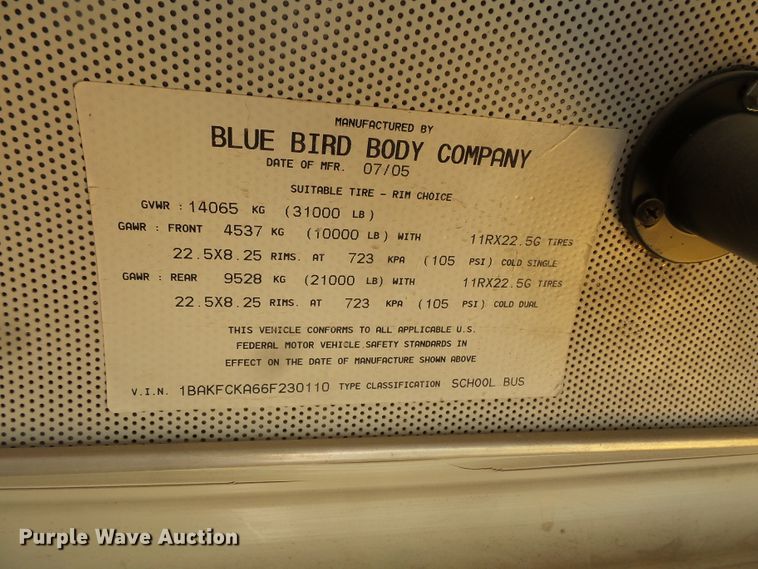 MANUFACTURED BY
BLUE BIRD BODY COMPANY
DATE OF MFR. 07/05
SUITABLE TIRE - RIM CHOICE
GVWR : 14065 KG (31000 LB)
GAWR : FRONT 4537 KG (10000 LB) WITH 11RX22.5G TIRES
22.5X8.25 RIMS. AT 723 KPA (105 PSI) COLD SINGLE
GAWR : REAR 9528 KG (21000 LB) WITH 11RX22.5G TIRES
22.5X8.25 RIMS. AT 723 KPA (105 PSI) COLD DUAL
THIS VEHICLE CONFORMS TO ALL APPLICABLE U.S.
FEDERAL MOTOR VEHICLE SAFETY STANDARDS IN
EFFECT ON THE DATE OF MANUFACTURE SHOWN ABOVE
V.I.N. 1BAKFCKA66F230110 TYPE CLASSIFICATION SCHOOL BUS
Purple Wave Auction